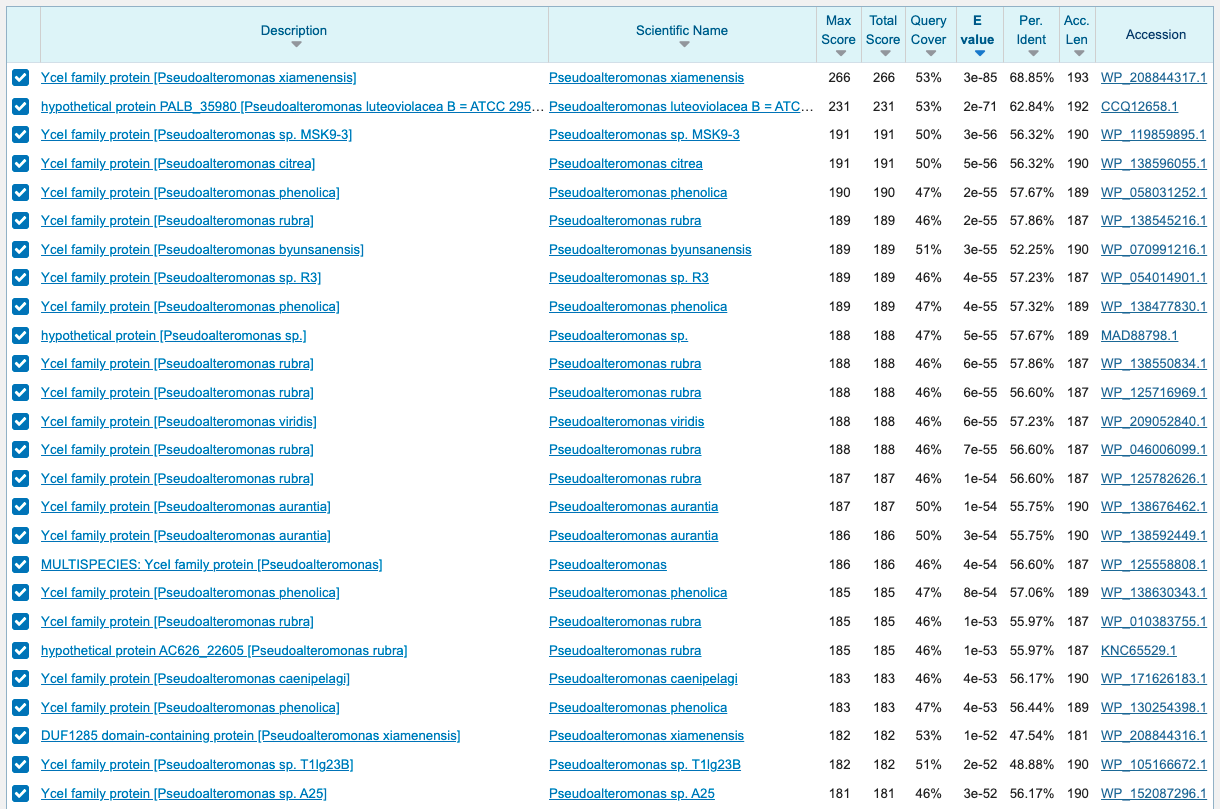 Description Scientific Name Max Score Total Score Query Cover E value Per. Ident Acc. Len Accession
YceI family protein [Pseudoalteromonas xiamenensis] Pseudoalteromonas xiamenensis 266 266 53% 3e-85 68.85% 193 WP_208844317.1
hypothetical protein PALB_35980 [Pseudoalteromonas luteoviolacea B = ATCC 295... Pseudoalteromonas luteoviolacea B = ATC... 231 231 53% 2e-71 62.84% 192 CCQ12658.1
YceI family protein [Pseudoalteromonas sp. MSK9-3] Pseudoalteromonas sp. MSK9-3 191 191 50% 3e-56 56.32% 190 WP_119859895.1
YceI family protein [Pseudoalteromonas citrea] Pseudoalteromonas citrea 191 191 50% 5e-56 56.32% 190 WP_138596055.1
YceI family protein [Pseudoalteromonas phenolica] Pseudoalteromonas phenolica 190 190 47% 2e-55 57.67% 189 WP_058031252.1
YceI family protein [Pseudoalteromonas rubra] Pseudoalteromonas rubra 189 189 46% 2e-55 57.86% 187 WP_138545216.1
YceI family protein [Pseudoalteromonas byunsanensis] Pseudoalteromonas byunsanensis 189 189 51% 3e-55 52.25% 190 WP_070991216.1
YceI family protein [Pseudoalteromonas sp. R3] Pseudoalteromonas sp. R3 189 189 46% 4e-55 57.23% 187 WP_054014901.1
YceI family protein [Pseudoalteromonas phenolica] Pseudoalteromonas phenolica 189 189 47% 4e-55 57.32% 189 WP_138477830.1
hypothetical protein [Pseudoalteromonas sp.] Pseudoalteromonas sp. 188 188 47% 5e-55 57.67% 189 MAD88798.1
YceI family protein [Pseudoalteromonas rubra] Pseudoalteromonas rubra 188 188 46% 6e-55 57.86% 187 WP_138550834.1
YceI family protein [Pseudoalteromonas rubra] Pseudoalteromonas rubra 188 188 46% 6e-55 56.60% 187 WP_125716969.1
YceI family protein [Pseudoalteromonas viridis] Pseudoalteromonas viridis 188 188 46% 6e-55 57.23% 187 WP_209052840.1
YceI family protein [Pseudoalteromonas rubra] Pseudoalteromonas rubra 188 188 46% 7e-55 56.60% 187 WP_046006099.1
YceI family protein [Pseudoalteromonas rubra] Pseudoalteromonas rubra 187 187 46% 1e-54 56.60% 187 WP_125782626.1
YceI family protein [Pseudoalteromonas aurantia] Pseudoalteromonas aurantia 187 187 50% 1e-54 55.75% 190 WP_138676462.1
YceI family protein [Pseudoalteromonas aurantia] Pseudoalteromonas aurantia 186 186 50% 3e-54 55.75% 190 WP_138592449.1
MULTISPECIES: YceI family protein [Pseudoalteromonas] Pseudoalteromonas 186 186 46% 4e-54 56.60% 187 WP_125558808.1
YceI family protein [Pseudoalteromonas phenolica] Pseudoalteromonas phenolica 185 185 47% 8e-54 57.06% 189 WP_138630343.1
YceI family protein [Pseudoalteromonas rubra] Pseudoalteromonas rubra 185 185 46% 1e-53 55.97% 187 WP_010383755.1
hypothetical protein AC626_22605 [Pseudoalteromonas rubra] Pseudoalteromonas rubra 185 185 46% 1e-53 55.97% 187 KNC65529.1
YceI family protein [Pseudoalteromonas caenipelagi] Pseudoalteromonas caenipelagi 183 183 46% 4e-53 56.17% 190 WP_171626183.1
YceI family protein [Pseudoalteromonas phenolica] Pseudoalteromonas phenolica 183 183 47% 4e-53 56.44% 189 WP_130254398.1
DUF1285 domain-containing protein [Pseudoalteromonas xiamenensis] Pseudoalteromonas xiamenensis 182 182 53% 1e-52 47.54% 181 WP_208844316.1
YceI family protein [Pseudoalteromonas sp. T1lg23B] Pseudoalteromonas sp. T1lg23B 182 182 51% 2e-52 48.88% 190 WP_105166672.1
YceI family protein [Pseudoalteromonas sp. A25] Pseudoalteromonas sp. A25 181 181 46% 3e-52 56.17% 190 WP_152087296.1